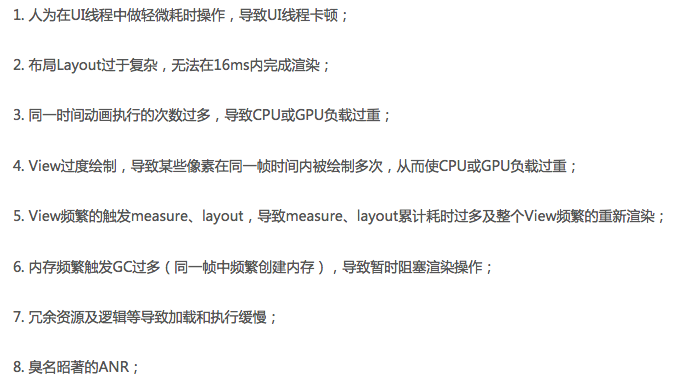 1. 人为在UI线程中做轻微耗时操作，导致UI线程卡顿；
2. 布局Layout过于复杂，无法在16ms内完成渲染；
3. 同一时间动画执行的次数过多，导致CPU或GPU负载过重；
4. View过度绘制，导致某些像素在同一帧时间内被绘制多次，从而使CPU或GPU负载过重；
5. View频繁的触发measure、layout，导致measure、layout累计耗时过多及整个View频繁的重新渲染；
6. 内存频繁触发GC过多（同一帧中频繁创建内存），导致暂时阻塞渲染操作；
7. 冗余资源及逻辑等导致加载和执行缓慢；
8. 臭名昭著的ANR；